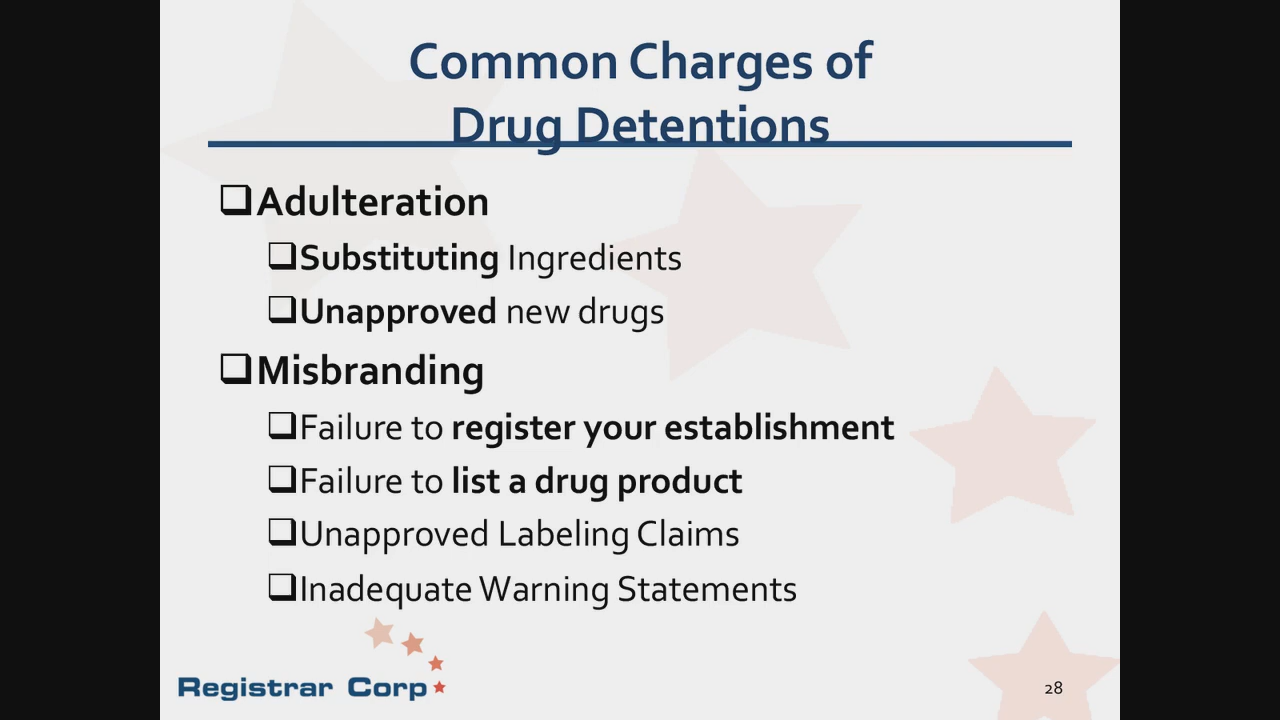 Common Charges of
Drug Detentions
❑Adulteration
❑Substituting Ingredients
❑Unapproved new drugs
❑Misbranding
❑Failure to register your establishment
❑Failure to list a drug product
❑Unapproved Labeling Claims
❑Inadequate Warning Statements
Registrar Corp
28